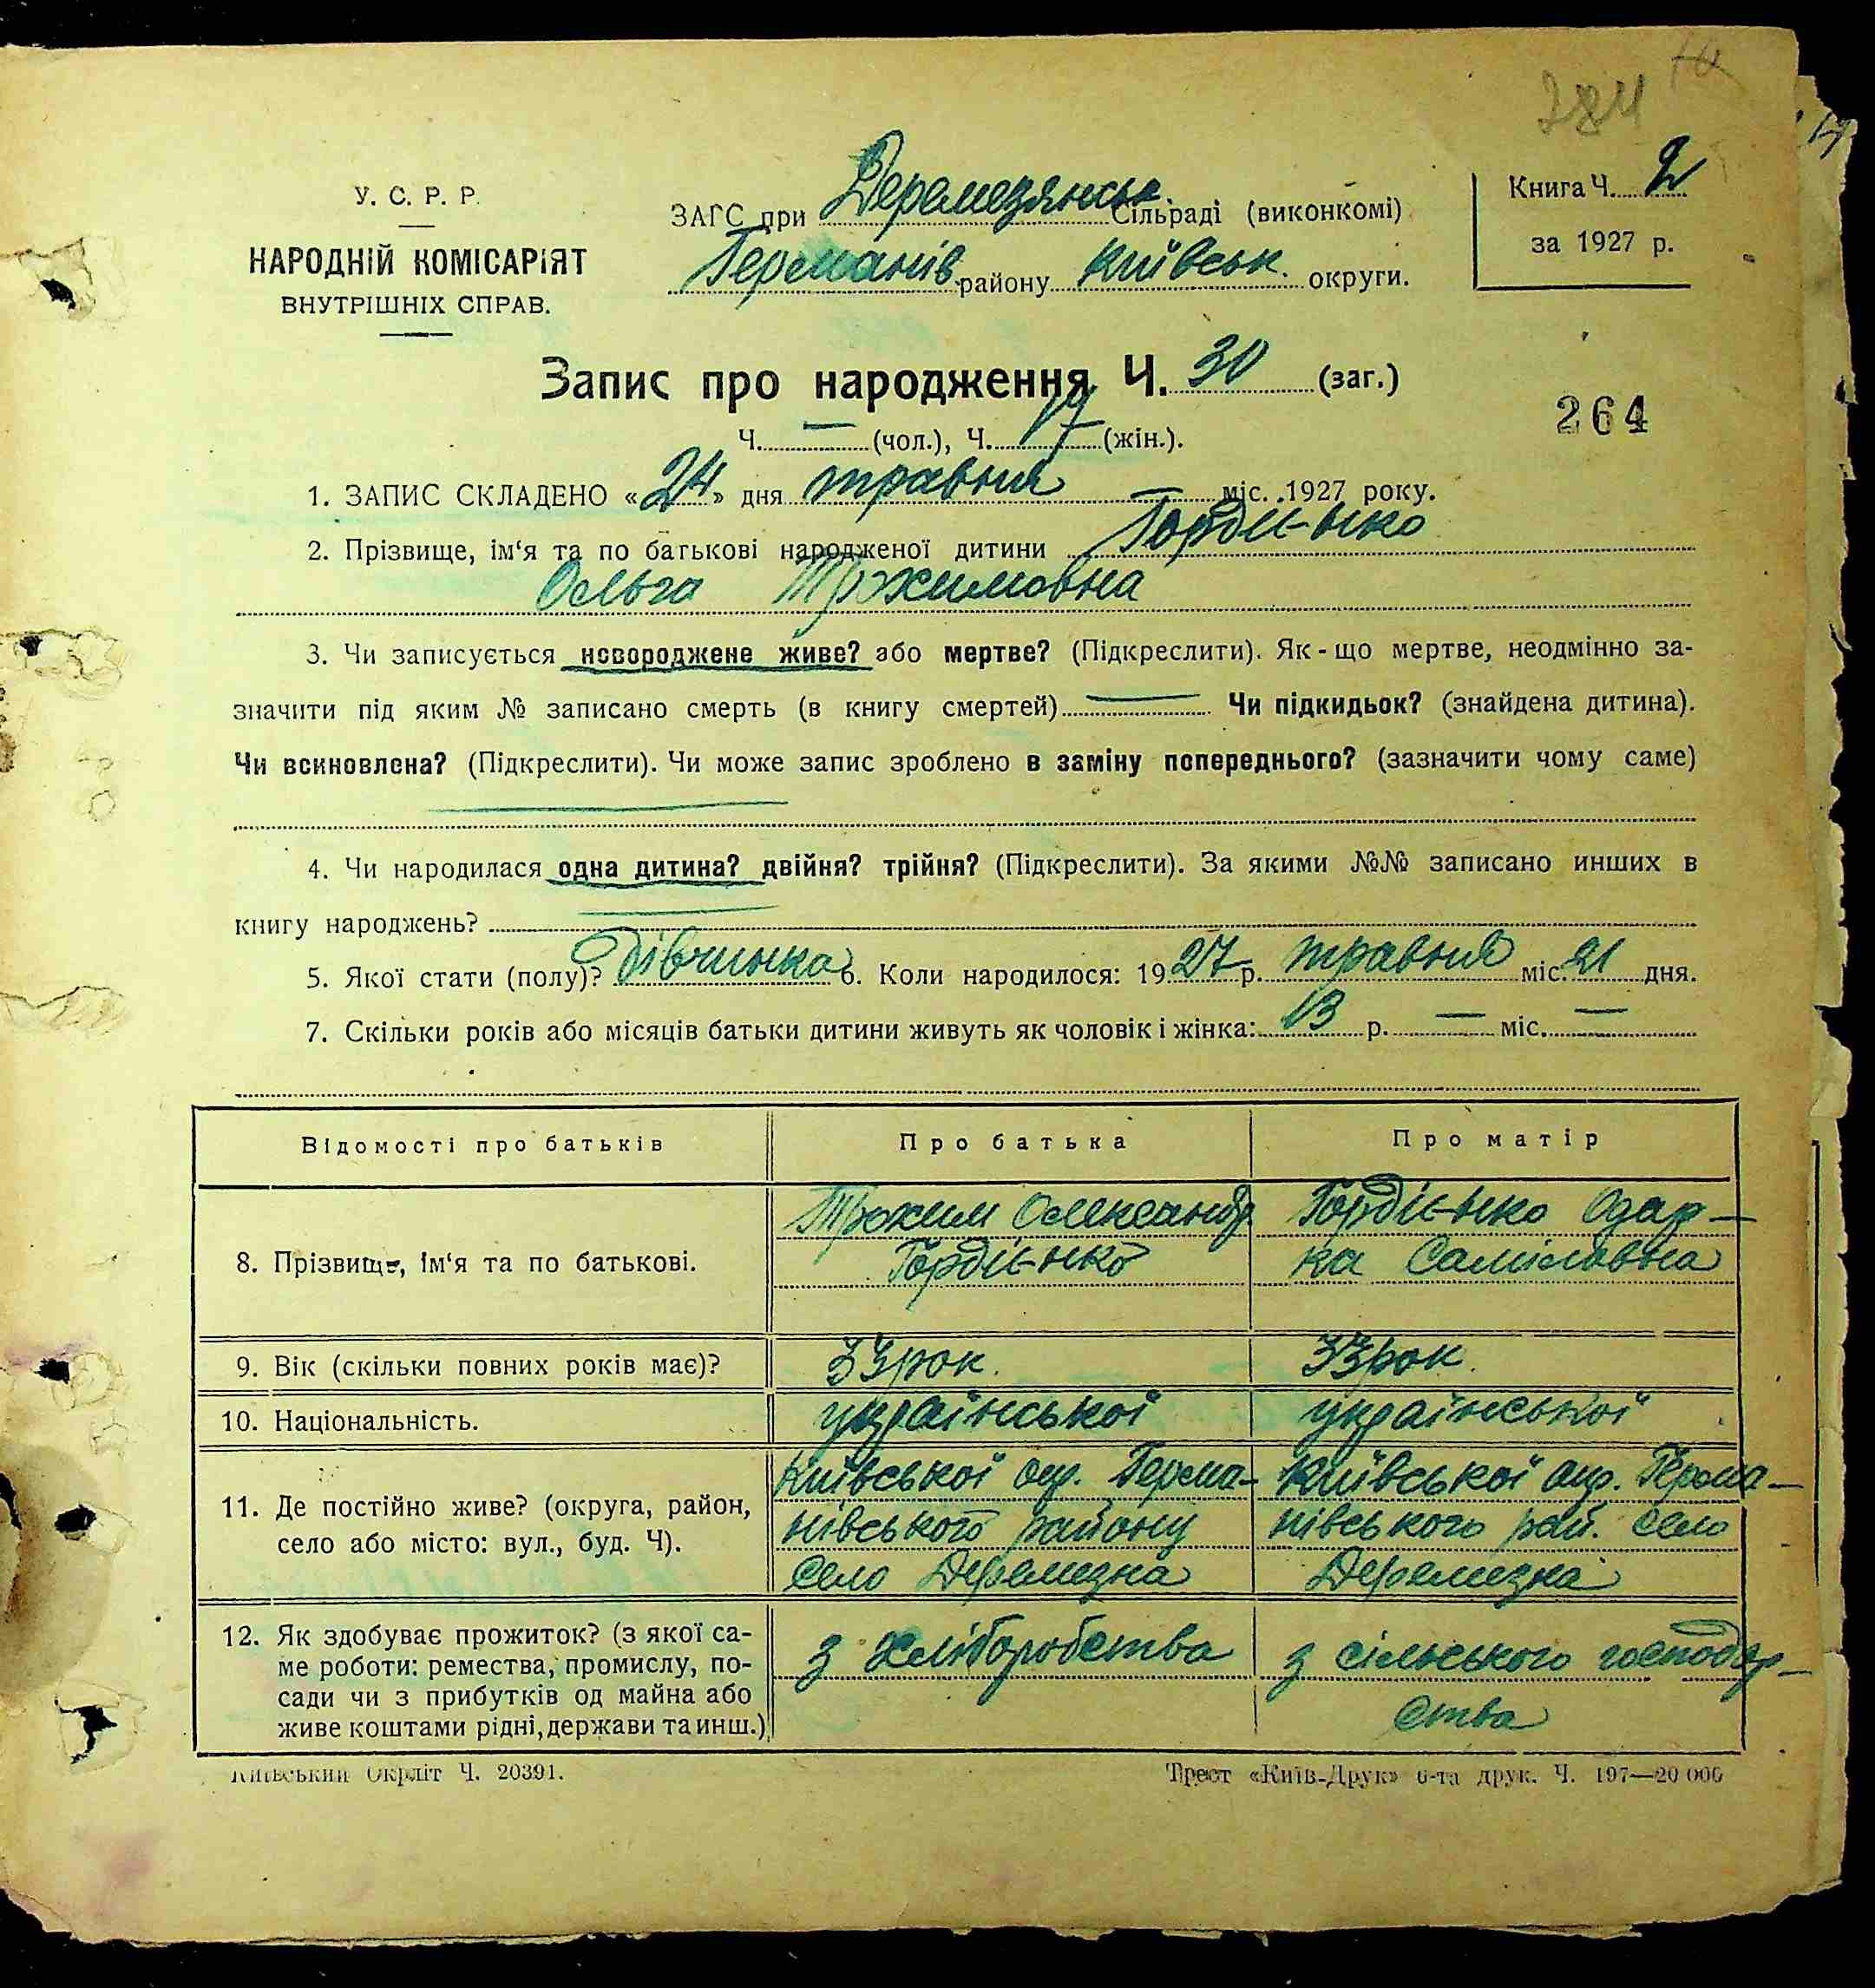 784
У. С. Р. Р.
НАРОДНІЙ КОМІСАРІЯТ
ВНУТРІШНІХ СПРАВ.
ЗАГС при Деремезянськ. Сільраді (виконкомі)
Германів. району Київськ. округи.
Книга Ч. 2
за 1927 р.
Запис про народження Ч. 30 (заг.)
264
Ч. — (чол.), Ч. 17 (жін.).
1. ЗАПИС СКЛАДЕНО «24» дня травня — міс. 1927 року.
2. Прізвище, ім‘я та по батькові народженої дитини Гордієнко
Ольга Трохимовна
3. Чи записується новороджене живе? або мертве? (Підкреслити). Як-що мертве, неодмінно за-
значити під яким № записано смерть (в книгу смертей) — Чи підкидьок? (знайдена дитина).
Чи всиновлена? (Підкреслити). Чи може запис зроблено в заміну попереднього? (зазначити чому саме)
4. Чи народилася одна дитина? двійня? трійня? (Підкреслити). За якими №№ записано инших в
книгу народжень?
5. Якої стати (полу)? Дівчинка 6. Коли народилося: 1927 р. травня міс. 21 дня.
7. Скільки років або місяців батьки дитини живуть як чоловік і жінка: 13 р. — міс. —
Відомості про батьків Про батька Про матір
8. Прізвище, ім‘я та по батькові.
Трохим Олександр
Гордієнко
Гордієнко Одар-
ка Саміловна
9. Вік (скільки повних років має)? 33 рок. 33 рок.
10. Національність. української української
11. Де постійно живе? (округа, район,
село або місто: вул., буд. Ч).
Київської окр. Герма-
нівського району
село Деремезна
Київської окр. Герма-
нівського рай. село
Деремезна
12. Як здобуває прожиток? (з якої са-
ме роботи: ремества, промислу, по-
сади чи з прибутків од майна або
живе коштами рідні, держави та инш.)
з хліборобства
з сільського господар-
ства
Київський Окрліт Ч. 20391.
Трест «Київ-Друк» 6-та друк. Ч. 197—20 000